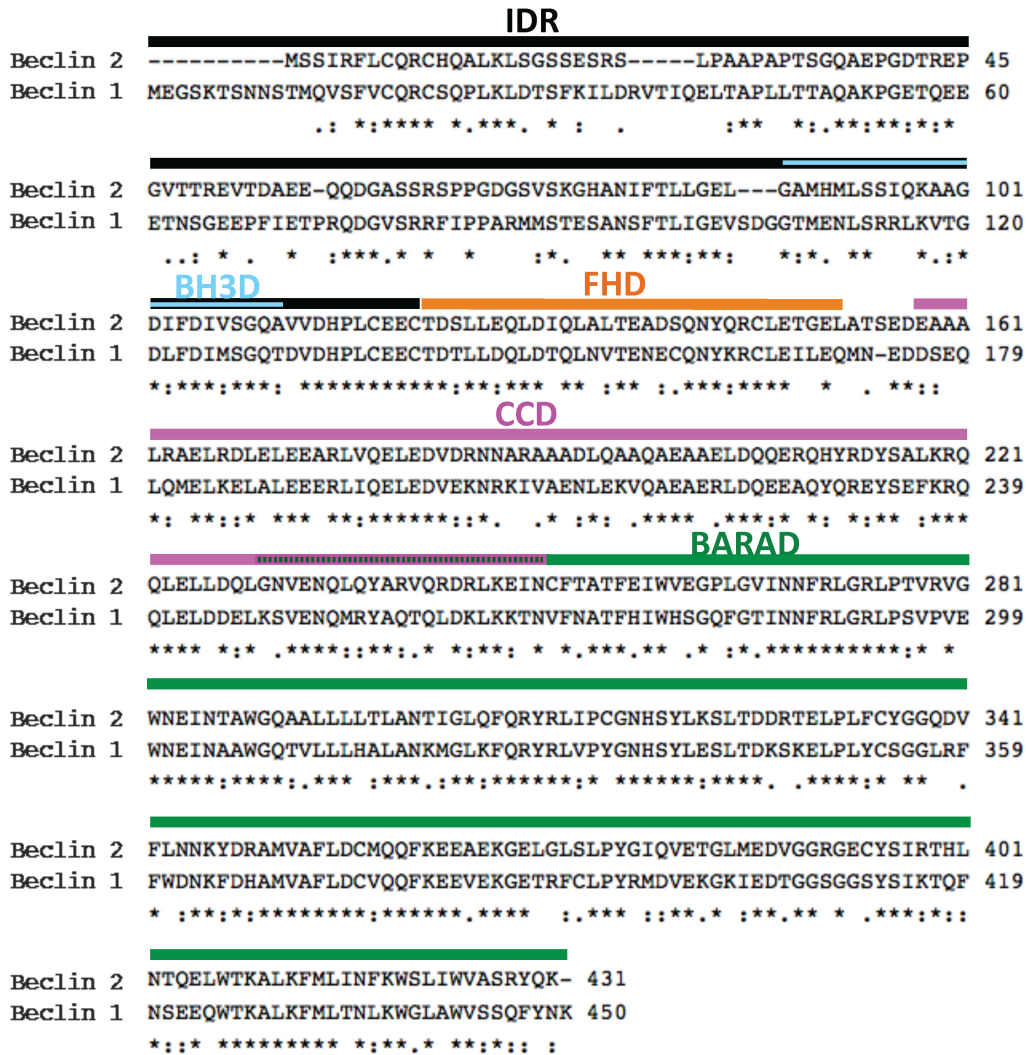 IDR
Beclin 2 ----------MSSIRFLCQRCHQALKLSGSSESRS-----LPAAPAPTSGQAEPGDTREP 45
Beclin 1 MEGSKTSNNSTMQVSFVCQRCSQPLKLDTSFKILDRVTIQELTAPLLTTAQAKPGETQEE 60
.: *:**** *.***. * : . :** *:.**:**:*:*
Beclin 2 GVTTREVTDAEE-QQDGASSRSPPGDGSVSKGHANIFTLLGEL---GAMHMLSSIQKAAG 101
Beclin 1 ETNSGEEPFIETPRQDGVSRRFIPPARMMSTESANSFTLIGEVSDGGTMENLSRRLKVTG 120
..: * * :***.* * * :*. ** ***:**: *:*. ** *.:*
BH3D
FHD
Beclin 2 DIFDIVSGQAVVDHPLCEECTDSLLEQLDIQLALTEADSQNYQRCLETGELATSEDEAAA 161
Beclin 1 DLFDIMSGQTDVDHPLCEECTDTLLDQLDTQLNVTENECQNYKRCLEILEQMN-EDDSEQ 179
*:***:***: ***********:**:*** ** :** :.***:**** * . **::
CCD
Beclin 2 LRAELRDLELEEARLVQELEDVDRNNARAAADLQAAQAEAAELDQQERQHYRDYSALKRQ 221
Beclin 1 LQMELKELALEEERLIQELEDVEKNRKIVAENLEKVQAEAERLDQEEAQYQREYSEFKRQ 239
*: **::* *** **:******::*. .* :*: .**** .***:* *: *:** :***
BARAD
Beclin 2 QLELLDQLGNVENQLQYARVQRDRLKEINCFTATFEIWVEGPLGVINNFRLGRLPTVRVG 281
Beclin 1 QLELDDELKSVENQMRYAQTQLDKLKKTNVFNATFHIWHSGQFGTINNFRLGRLPSVPVE 299
**** *:* .****::**:.* *:**: * *.***.** .* :*.**********:* *
Beclin 2 WNEINTAWGQAALLLLTLANTIGLQFQRYRLIPCGNHSYLKSLTDDRTELPLFCYGGQDV 341
Beclin 1 WNEINAAWGQTVLLLHALANKMGLKFQRYRLVPYGNHSYLESLTDKSKELPLYCSGGLRF 359
*****:****:.*** :***.:**:******:* ******:****. .****:* ** .
Beclin 2 FLNNKYDRAMVAFLDCMQQFKEEAEKGELGLSLPYGIQVETGLMEDVGGRGECYSIRTHL 401
Beclin 1 FWDNKFDHAMVAFLDCVQQFKEEVEKGETRFCLPYRMDVEKGKIEDTGGSGGSYSIKTQF 419
* :**:*:********:******.**** :.*** ::**.* :**.** * .***:*::
Beclin 2 NTQELWTKALKFMLINFKWSLIWVASRYQK- 431
Beclin 1 NSEEQWTKALKFMLTNLKWGLAWVSSQFYNK 450
*::* ********* *:**.* **:*:: :